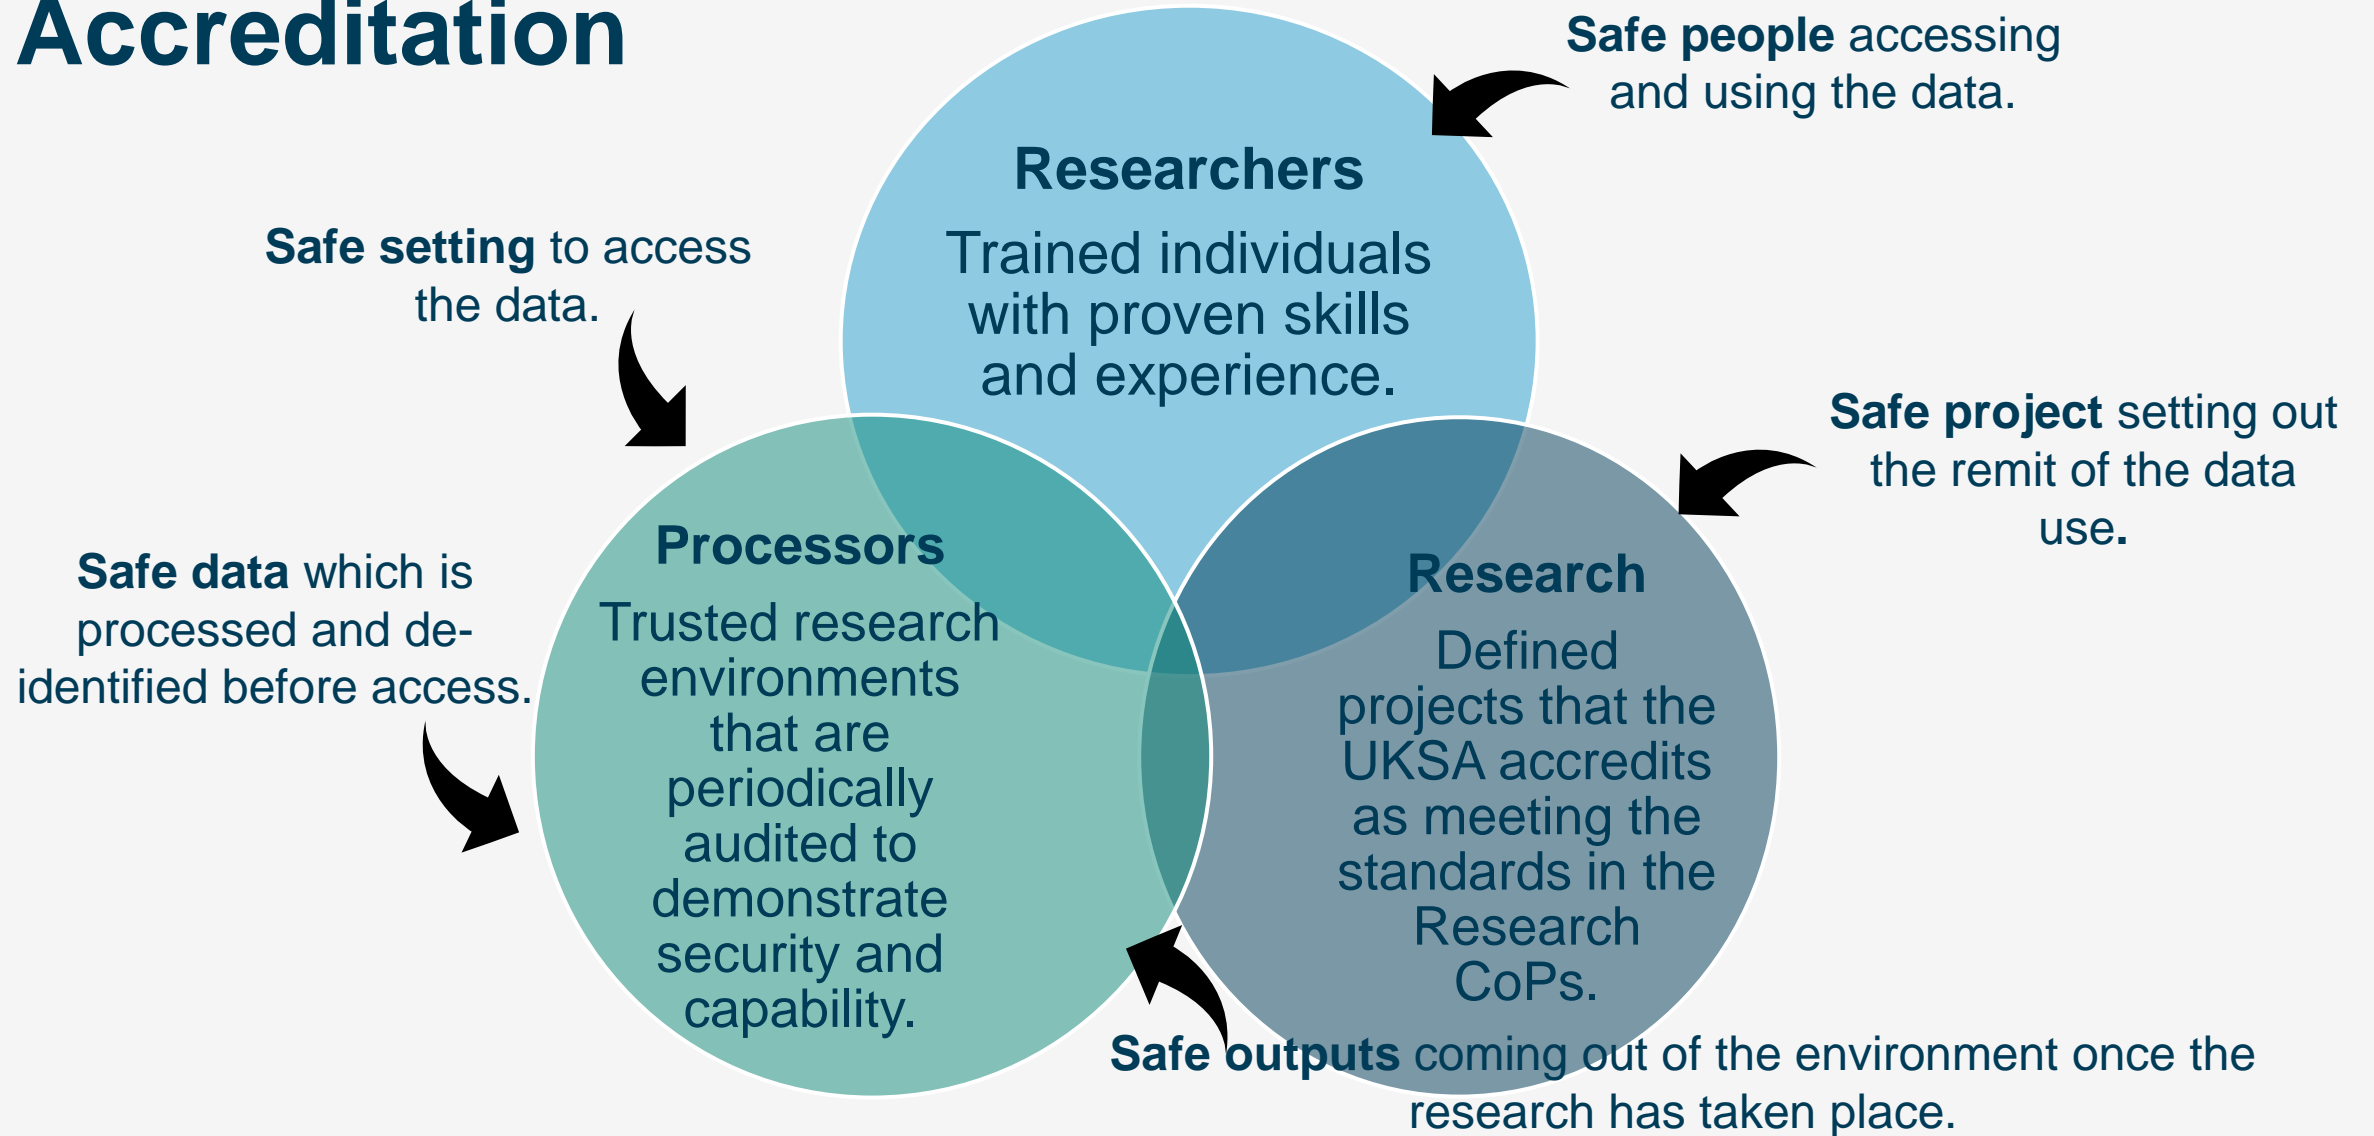 Accreditation
Safe people accessing
and using the data.
Researchers
Trained individuals
with proven skills
and experience.
Safe setting to access
the data.
Safe project setting out
the remit of the data
use.
Processors
Trusted research
environments
that are
periodically
audited to
demonstrate
security and
capability.
Safe data which is
processed and de-
identified before access.
Research
Defined
projects that the
UKSA accredits
as meeting the
standards in the
Research
CoPs.
Safe outputs coming out of the environment once the
research has taken place.